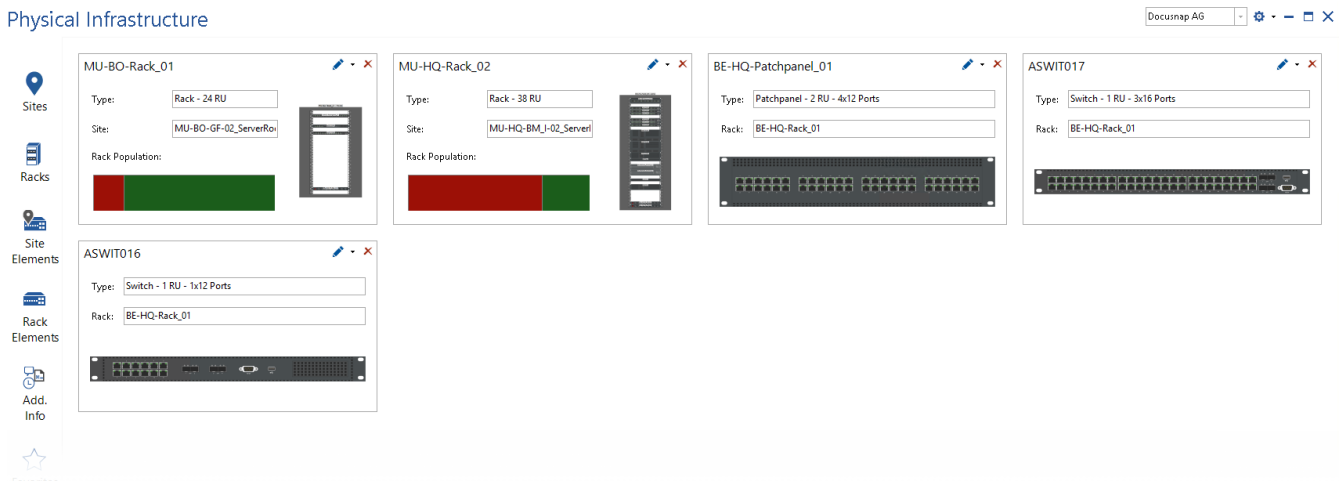 Physical Infrastructure
Docusnap AG
Sites
Racks
Site
Elements
Rack
Elements
Add.
Info
MU-BO-Rack_01
Type: Rack - 24 RU
Site: MU-BO-GF-02_ServerRo
Rack Population:
MU-HQ-Rack_02
Type: Rack - 38 RU
Site: MU-HQ-BM_I-02_Serverl
Rack Population:
BE-HQ-Patchpanel_01
Type: Patchpanel - 2 RU - 4x12 Ports
Rack: BE-HQ-Rack_01
ASWIT017
Type: Switch - 1 RU - 3x16 Ports
Rack: BE-HQ-Rack_01
ASWIT016
Type: Switch - 1 RU - 1x12 Ports
Rack: BE-HQ-Rack_01